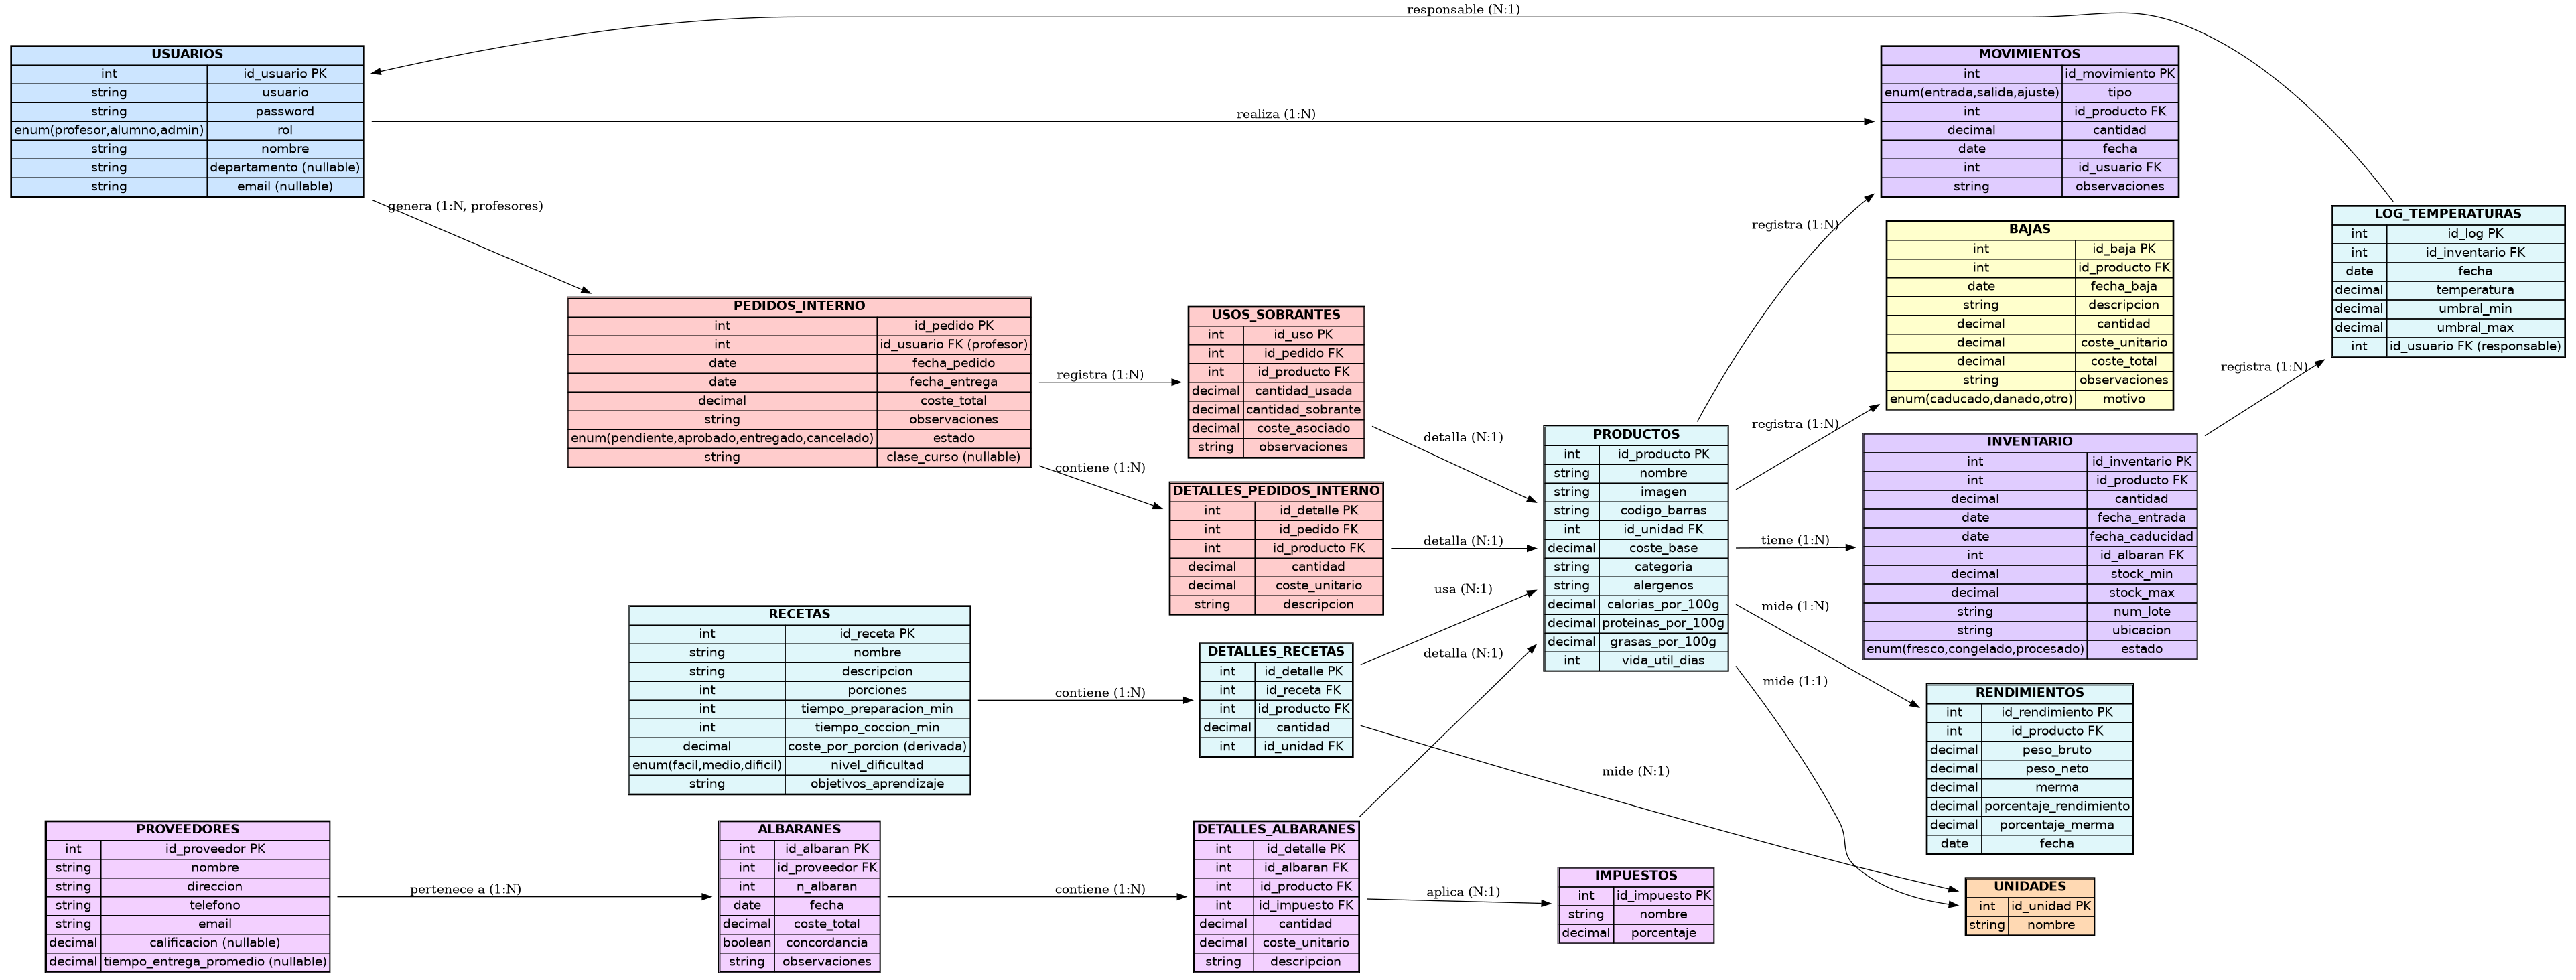 responsable (N:1)
USUARIOS
int id_usuario PK
string usuario
string password
enum(profesor,alumno,admin) rol
string nombre
string departamento (nullable)
string email (nullable)
realiza (1:N)
genera (1:N, profesores)
MOVIMIENTOS
int id_movimiento PK
enum(entrada,salida,ajuste) tipo
int id_producto FK
decimal cantidad
date fecha
int id_usuario FK
string observaciones
registra (1:N)
BAJAS
int id_baja PK
int id_producto FK
date fecha_baja
string descripcion
decimal cantidad
decimal coste_unitario
decimal coste_total
string observaciones
enum(caducado,danado,otro) motivo
registra (1:N)
LOG_TEMPERATURAS
int id_log PK
int id_inventario FK
date fecha
decimal temperatura
decimal umbral_min
decimal umbral_max
int id_usuario FK (responsable)
registra (1:N)
PEDIDOS_INTERNO
int id_pedido PK
int id_usuario FK (profesor)
date fecha_pedido
date fecha_entrega
decimal coste_total
string observaciones
enum(pendiente,aprobado,entregado,cancelado) estado
string clase_curso (nullable)
registra (1:N)
contiene (1:N)
USOS_SOBRANTES
int id_uso PK
int id_pedido FK
int id_producto FK
decimal cantidad_usada
decimal cantidad_sobrante
decimal coste_asociado
string observaciones
detalla (N:1)
DETALLES_PEDIDOS_INTERNO
int id_detalle PK
int id_pedido FK
int id_producto FK
decimal cantidad
decimal coste_unitario
string descripcion
detalla (N:1)
PRODUCTOS
int id_producto PK
string nombre
string imagen
string codigo_barras
int id_unidad FK
decimal coste_base
string categoria
string alergenos
decimal calorias_por_100g
decimal proteinas_por_100g
decimal grasas_por_100g
int vida_util_dias
tiene (1:N)
mide (1:N)
mide (1:1)
INVENTARIO
int id_inventario PK
int id_producto FK
decimal cantidad
date fecha_entrada
date fecha_caducidad
int id_albaran FK
decimal stock_min
decimal stock_max
string num_lote
string ubicacion
enum(fresco,congelado,procesado) estado
RECETAS
int id_receta PK
string nombre
string descripcion
int porciones
int tiempo_preparacion_min
int tiempo_coccion_min
decimal coste_por_porcion (derivada)
enum(facil,medio,dificil) nivel_dificultad
string objetivos_aprendizaje
contiene (1:N)
DETALLES_RECETAS
int id_detalle PK
int id_receta FK
int id_producto FK
decimal cantidad
int id_unidad FK
usa (N:1)
detalla (N:1)
mide (N:1)
RENDIMIENTOS
int id_rendimiento PK
int id_producto FK
decimal peso_bruto
decimal peso_neto
decimal merma
decimal porcentaje_rendimiento
decimal porcentaje_merma
date fecha
PROVEEDORES
int id_proveedor PK
string nombre
string direccion
string telefono
string email
decimal calificacion (nullable)
decimal tiempo_entrega_promedio (nullable)
pertenece a (1:N)
ALBARANES
int id_albaran PK
int id_proveedor FK
int n_albaran
date fecha
decimal coste_total
boolean concordancia
string observaciones
contiene (1:N)
DETALLES_ALBARANES
int id_detalle PK
int id_albaran FK
int id_producto FK
int id_impuesto FK
decimal cantidad
decimal coste_unitario
string descripcion
aplica (N:1)
IMPUESTOS
int id_impuesto PK
string nombre
decimal porcentaje
UNIDADES
int id_unidad PK
string nombre